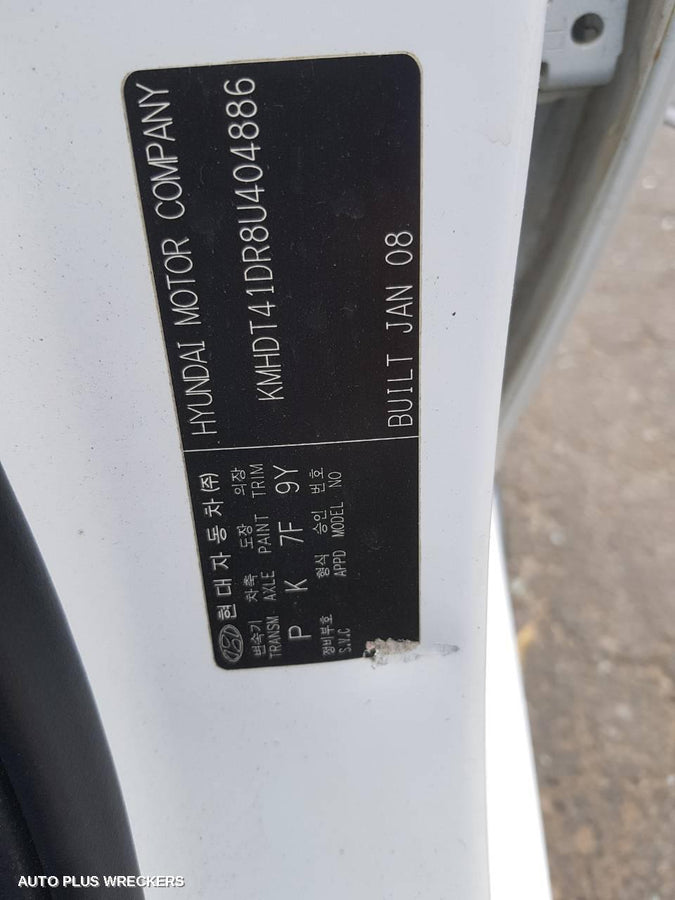 현대자동차(주)
HYUNDAI MOTOR COMPANY
변속기 차축 도장 의장
TRANSM AXLE PAINT TRIM
KMHDT41DR8U404886
P K 7F 9Y
형식 승인 번호
정비부호 APPD MODEL NO
S.V.C
BUILT JAN 08
AUTO PLUS WRECKERS